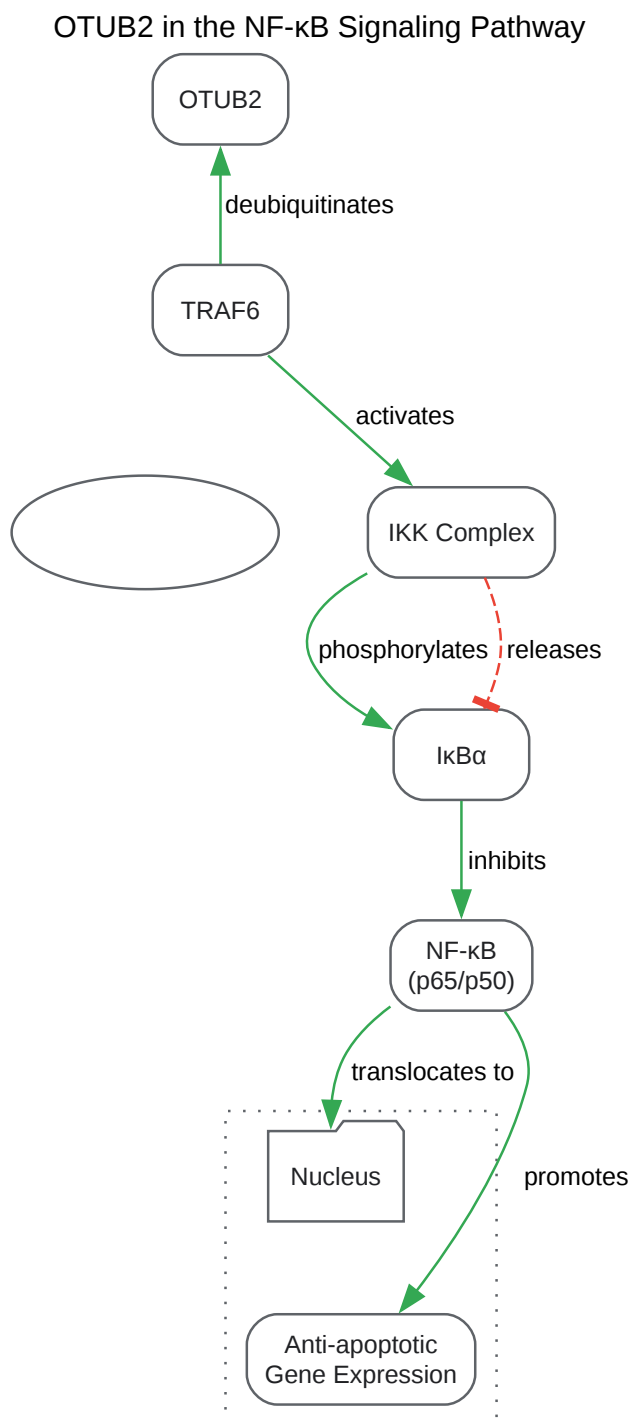 OTUB2 in the NF-κB Signaling Pathway
OTUB2
deubiquitinates
TRAF6
activates
IKK Complex
phosphorylates
releases
IκBα
inhibits
NF-κB
(p65/p50)
translocates to
Nucleus
promotes
Anti-apoptotic
Gene Expression